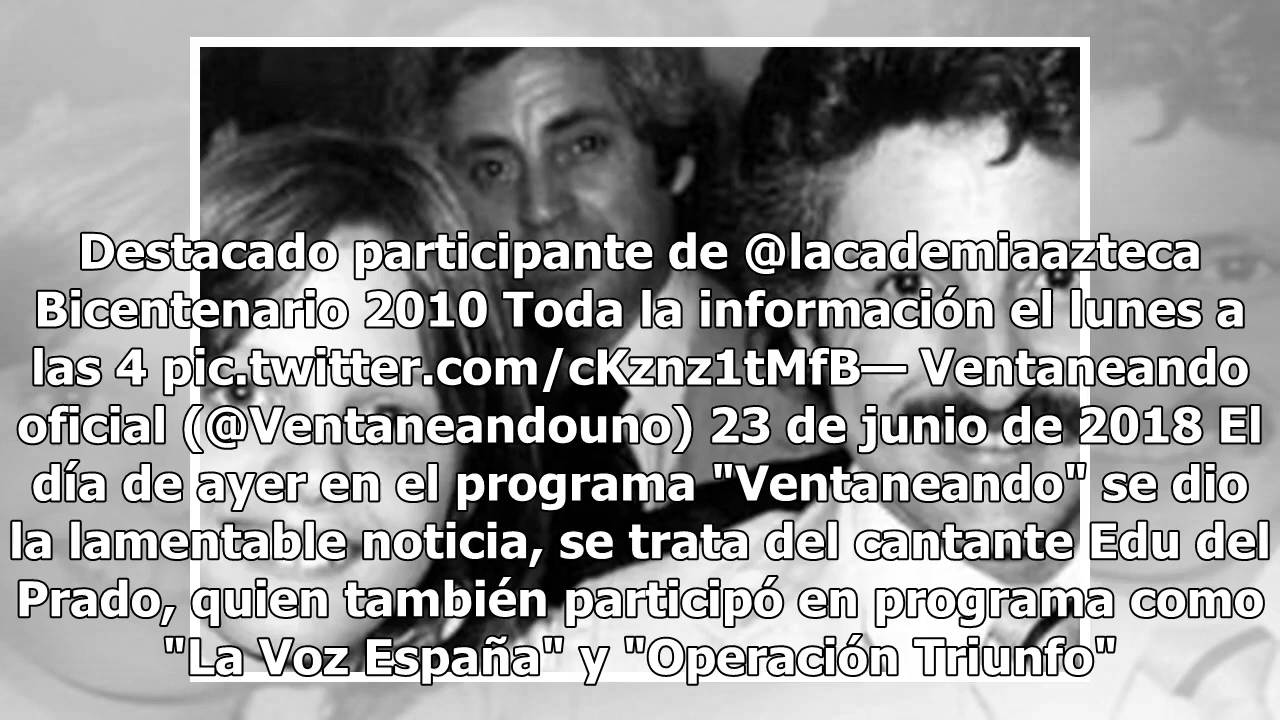 Destacado participante de @lacademiaazteca
Bicentenario 2010 Toda la información el lunes a
las 4 pic.twitter.com/cKznz1tMfB— Ventaneando
oficial (@Ventaneandouno) 23 de junio de 2018 El
día de ayer en el programa "Ventaneando" se dio
la lamentable noticia, se trata del cantante Edu del
Prado, quien también participó en programa como
"La Voz España" y "Operación Triunfo"